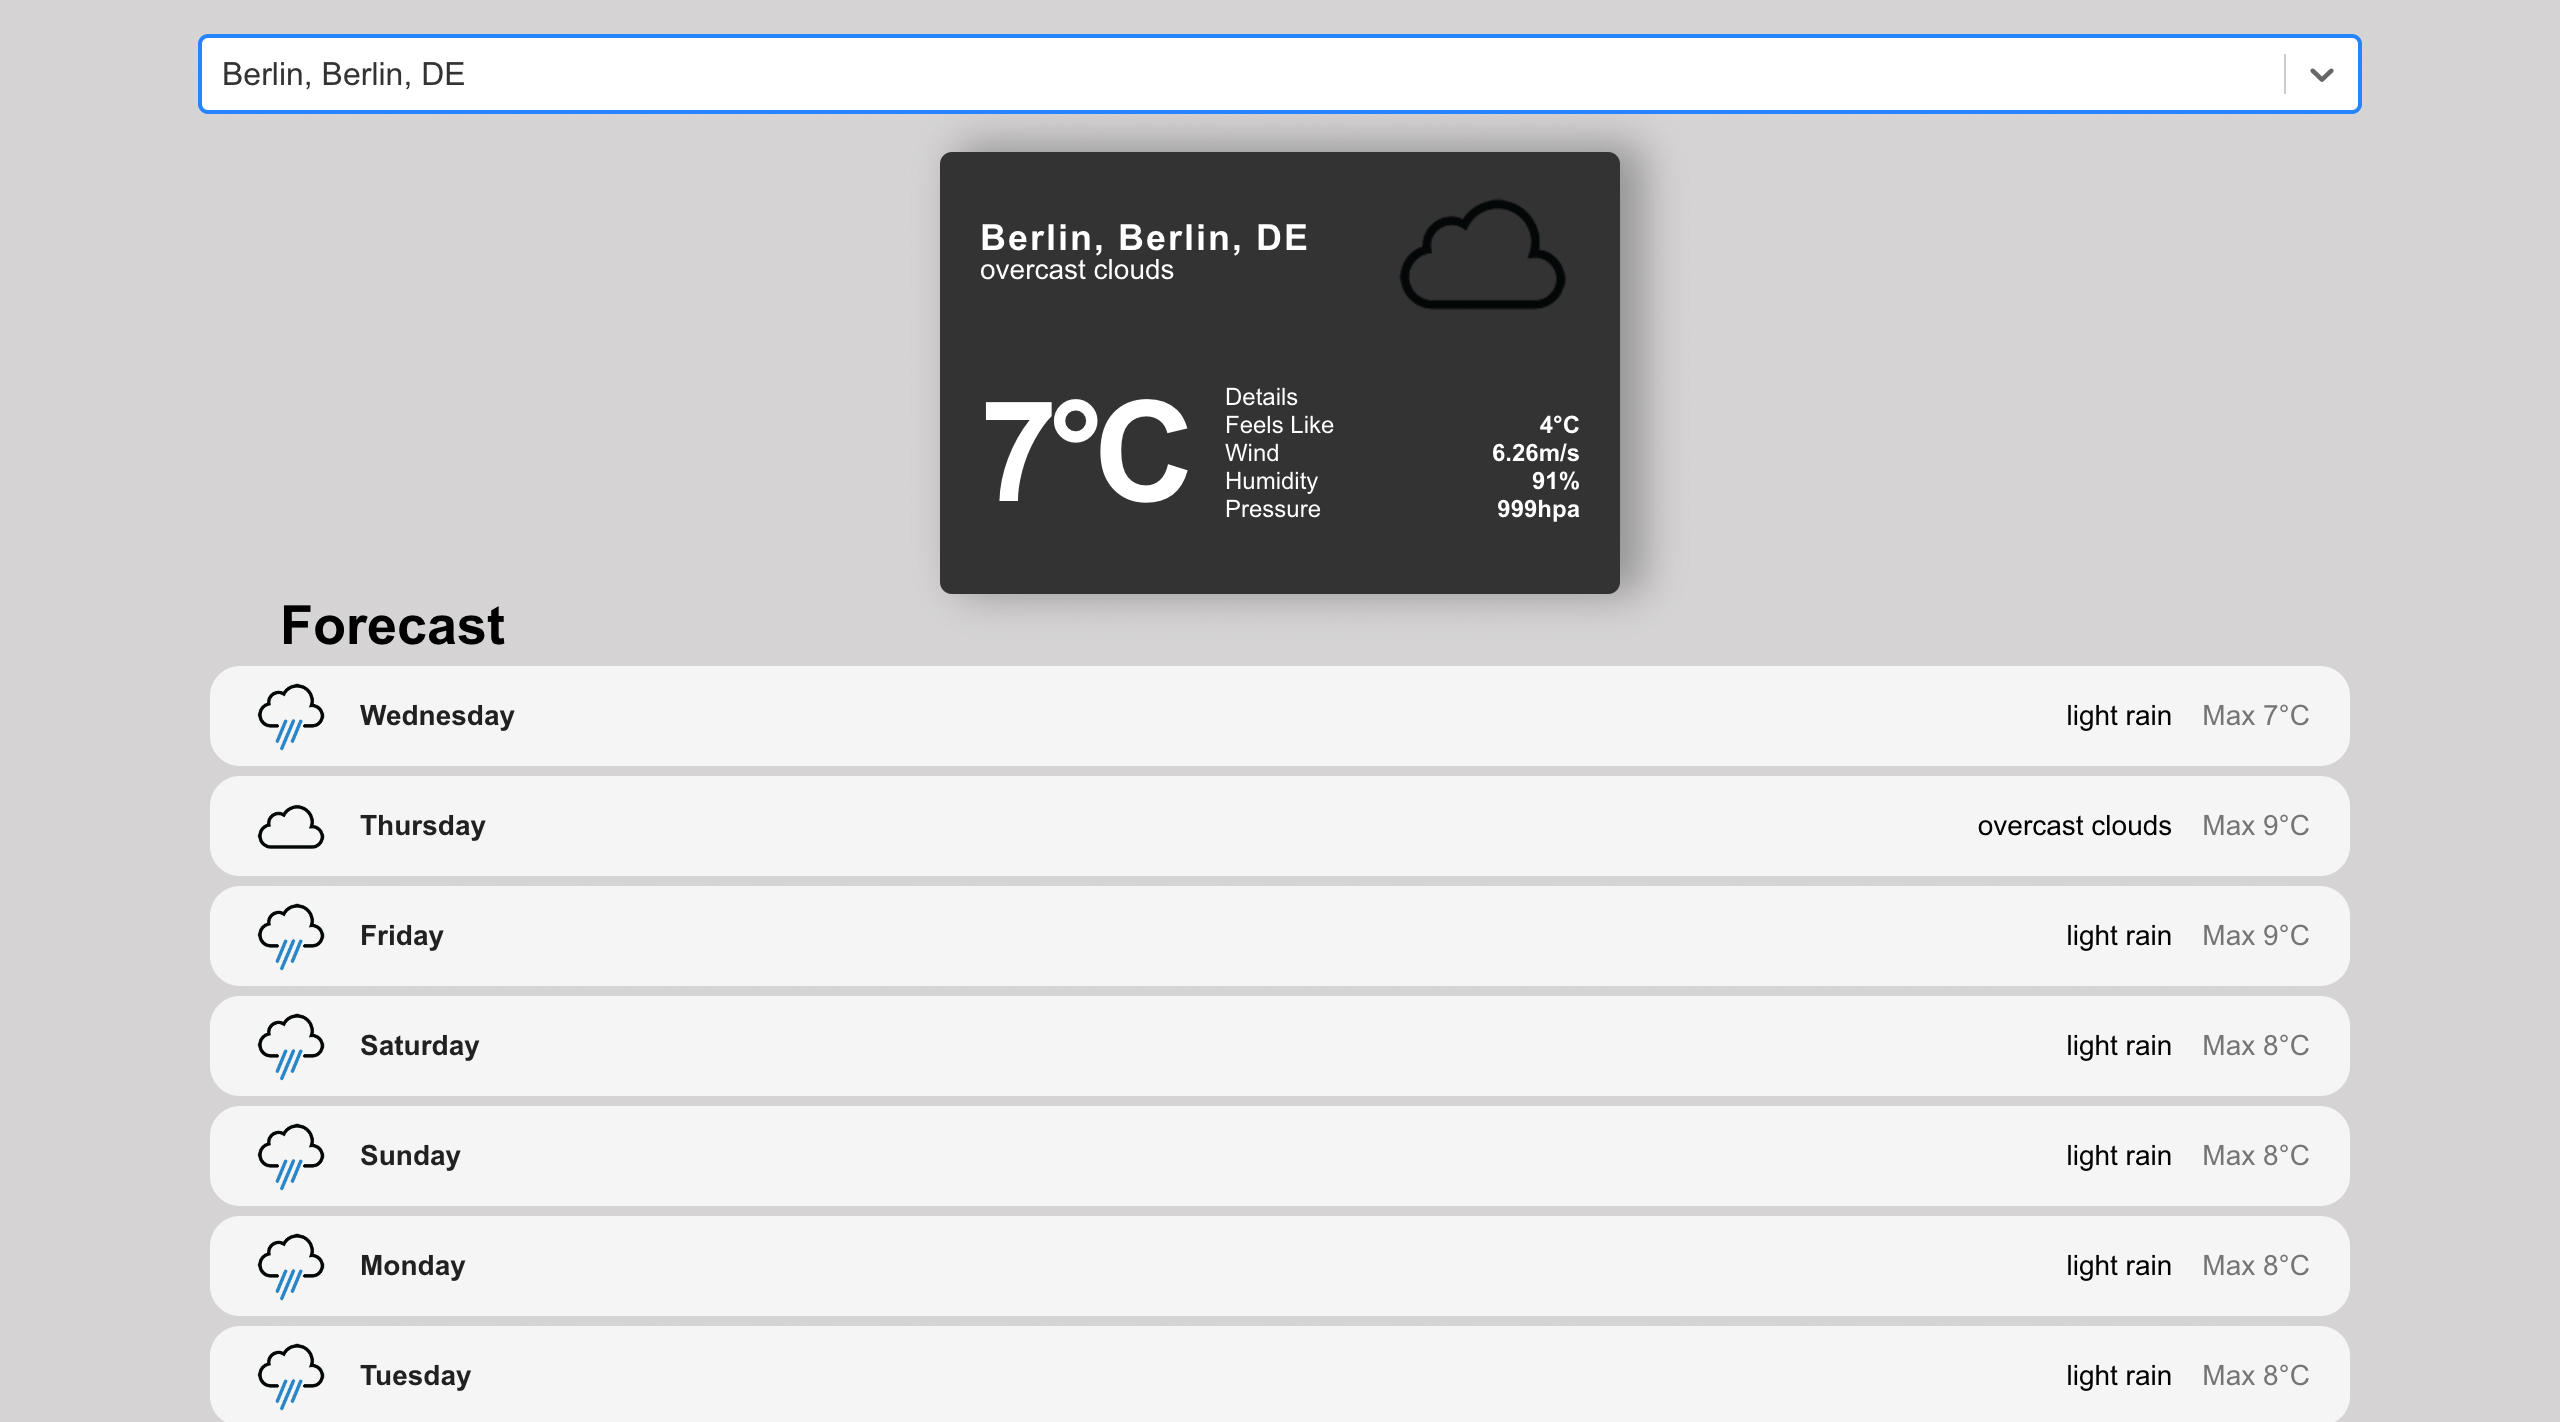 Berlin, Berlin, DE
Berlin, Berlin, DE
overcast clouds
7°C
Details
Feels Like 4°C
Wind 6.26m/s
Humidity 91%
Pressure 999hpa
Forecast
Wednesday light rain Max 7°C
Thursday overcast clouds Max 9°C
Friday light rain Max 9°C
Saturday light rain Max 8°C
Sunday light rain Max 8°C
Monday light rain Max 8°C
Tuesday light rain Max 8°C